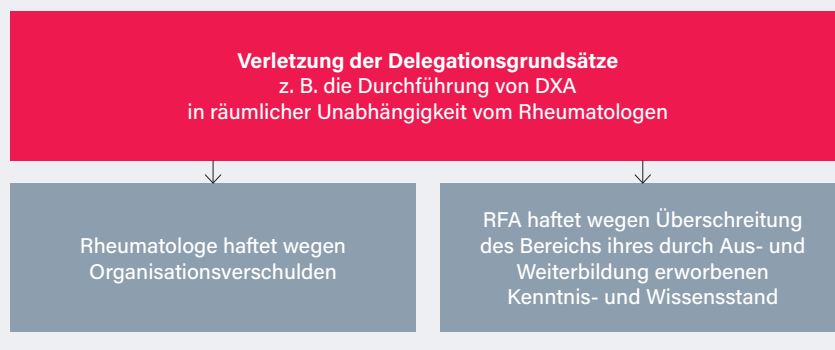 Verletzung der Delegationsgrundsätze
z. B. die Durchführung von DXA
in räumlicher Unabhängigkeit vom Rheumatologen
Rheumatologe haftet wegen
Organisationsverschulden
RFA haftet wegen Überschreitung
des Bereichs ihres durch Aus- und
Weiterbildung erworbenen
Kenntnis- und Wissensstand